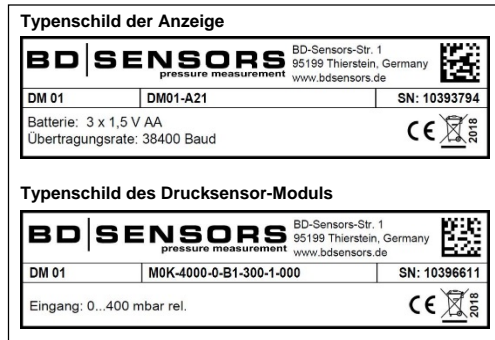 Typenschild der Anzeige
BD|SENSORS
pressure measurement
BD-Sensors-Str. 1
95199 Thierstein, Germany
www.bdsensors.de
DM 01 DM01-A21 SN: 10393794
Batterie: 3 x 1,5 V AA
Übertragungsrate: 38400 Baud
CE
2018
Typenschild des Drucksensor-Moduls
BD|SENSORS
pressure measurement
BD-Sensors-Str. 1
95199 Thierstein, Germany
www.bdsensors.de
DM 01 M0K-4000-0-B1-300-1-000 SN: 10396611
Eingang: 0...400 mbar rel.
CE
2018